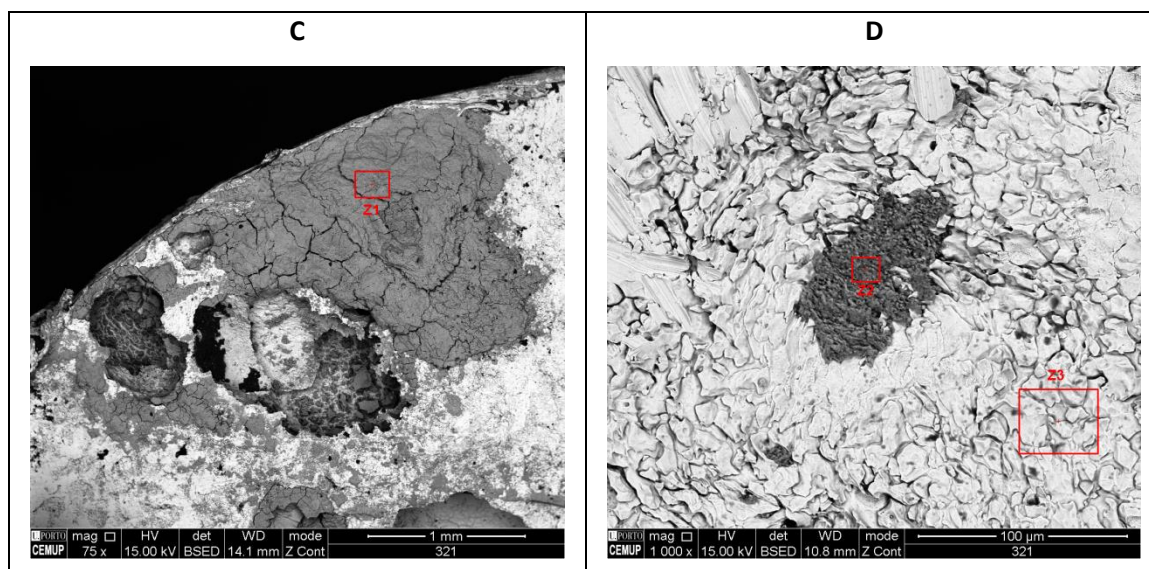 C
D
Z1
Z2
Z3
U.PORTO
CEMUP
mag □
75 x
HV
15.00 kV
det
BSED
WD
14.1 mm
mode
Z Cont
1 mm
321
U.PORTO
CEMUP
mag □
1 000 x
HV
15.00 kV
det
BSED
WD
10.8 mm
mode
Z Cont
100 µm
321